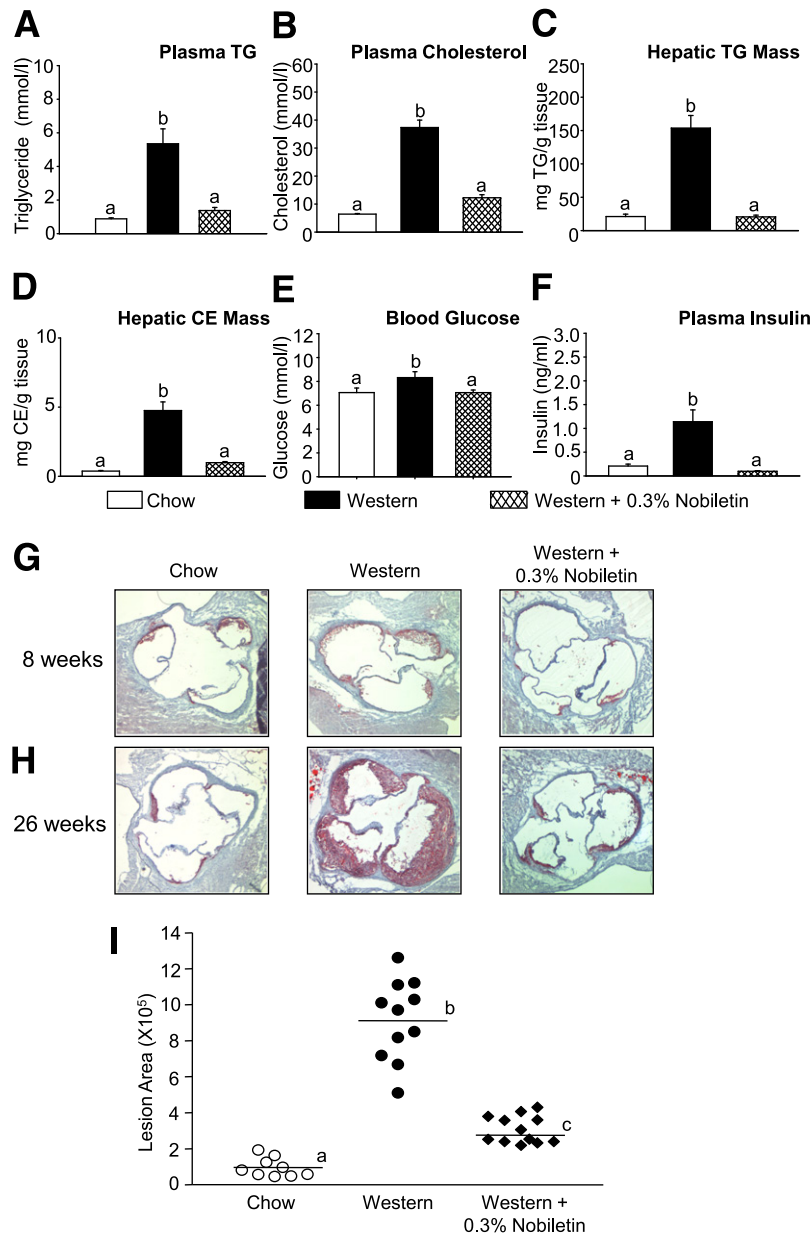 A
Plasma TG
Triglyceride (mmol/l)
10
8
6
4
2
0
a
b
a
B
Plasma Cholesterol
Cholesterol (mmol/l)
60
50
40
30
20
10
0
a
b
a
C
Hepatic TG Mass
mg TG/g tissue
250
200
150
100
50
0
a
b
a
D
Hepatic CE Mass
mg CE/g tissue
10
5
0
a
b
a
E
Blood Glucose
Glucose (mmol/l)
12
10
8
6
4
2
0
a
b
a
F
Plasma Insulin
Insulin (ng/ml)
3.0
2.5
2.0
1.5
1.0
0.5
0
a
b
a
Chow
Western
Western + 0.3% Nobiletin
G
Chow
Western
Western +
0.3% Nobiletin
8 weeks
H
26 weeks
I
Lesion Area (X10⁵)
14
12
10
8
6
4
2
0
a
b
c
Chow
Western
Western +
0.3% Nobiletin